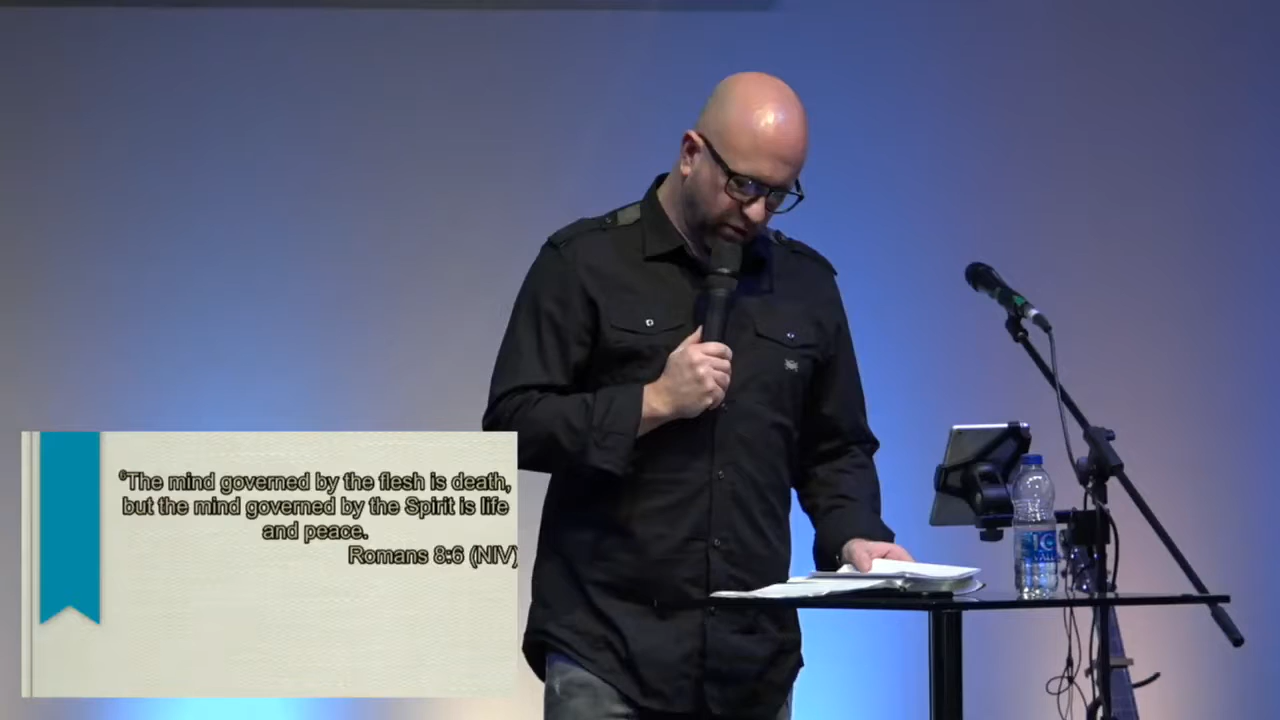 ⁶The mind governed by the flesh is death,
but the mind governed by the Spirit is life
and peace.
Romans 8:6 (NIV)